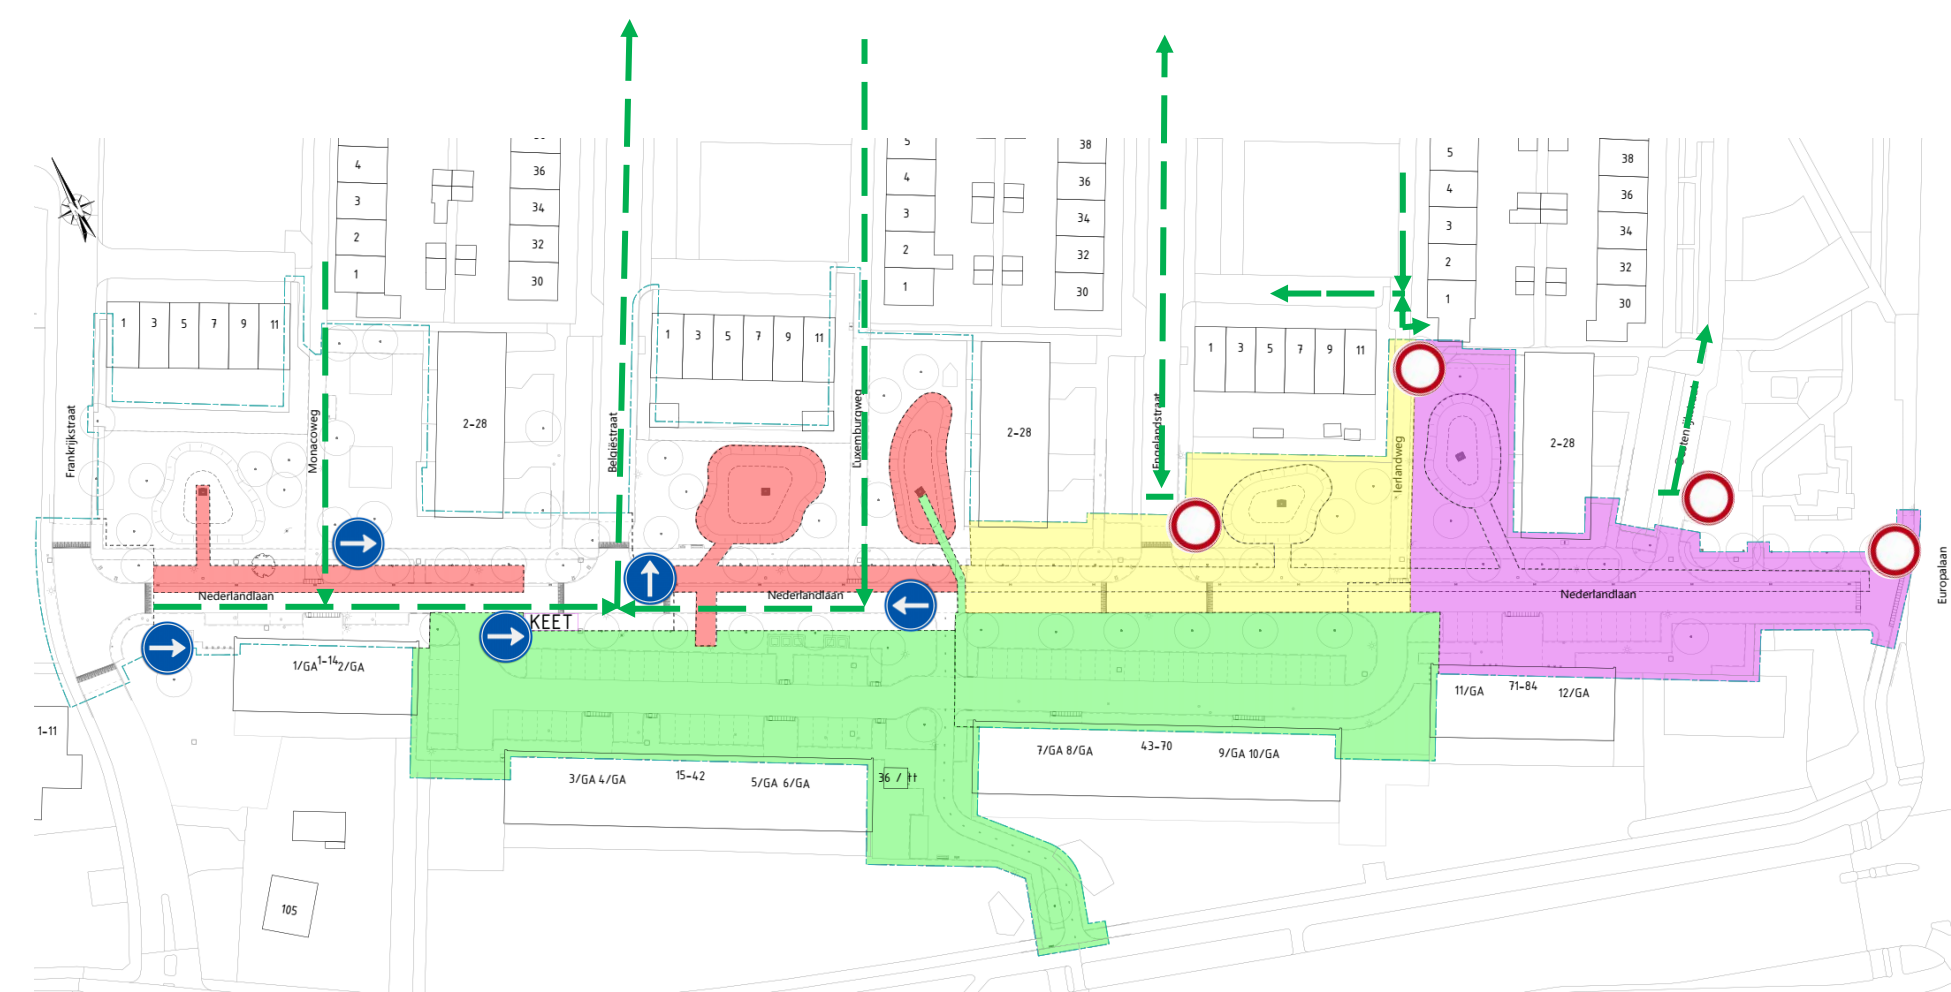 5
38
5
38
4
36
4
36
4
36
3
34
3
34
3
34
2
32
2
32
2
32
1
30
1
30
1
30
1 3 5 7 9 11
1 3 5 7 9 11
1 3 5 7 9 11
2-28
2-28
2-28
Frankrijkstraat
Monacoweg
Belgiëstraat
Luxemburgweg
Engelandstraat
Ierlandweg
Europalaan
Nederlandlaan
Nederlandlaan
Nederlandlaan
KEET
1/GA 1-14 2/GA
11/GA 71-84 12/GA
1-11
7/GA 8/GA 43-70 9/GA 10/GA
3/GA 4/GA 15-42 5/GA 6/GA
36 / tt
105